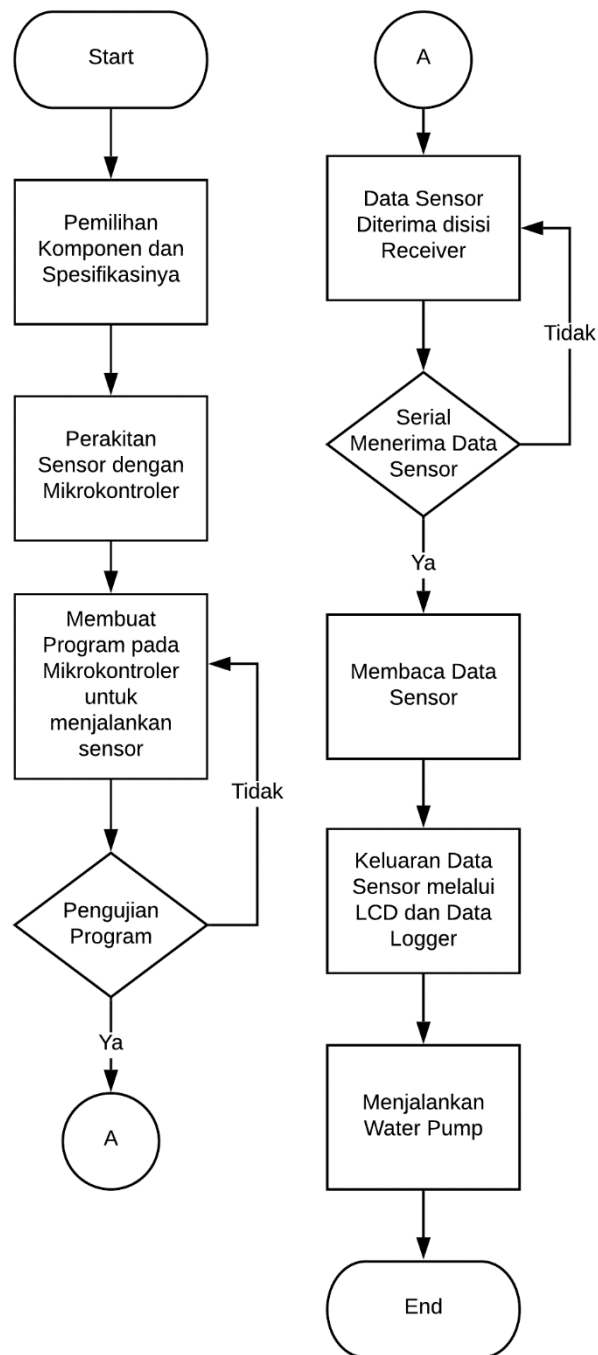 Start
Pemilihan
Komponen dan
Spesifikasinya
Perakitan
Sensor dengan
Mikrokontroler
Membuat
Program pada
Mikrokontroler
untuk
menjalankan
sensor
Tidak
Pengujian
Program
Ya
A
A
Data Sensor
Diterima disisi
Receiver
Tidak
Serial
Menerima Data
Sensor
Ya
Membaca Data
Sensor
Keluaran Data
Sensor melalui
LCD dan Data
Logger
Menjalankan
Water Pump
End